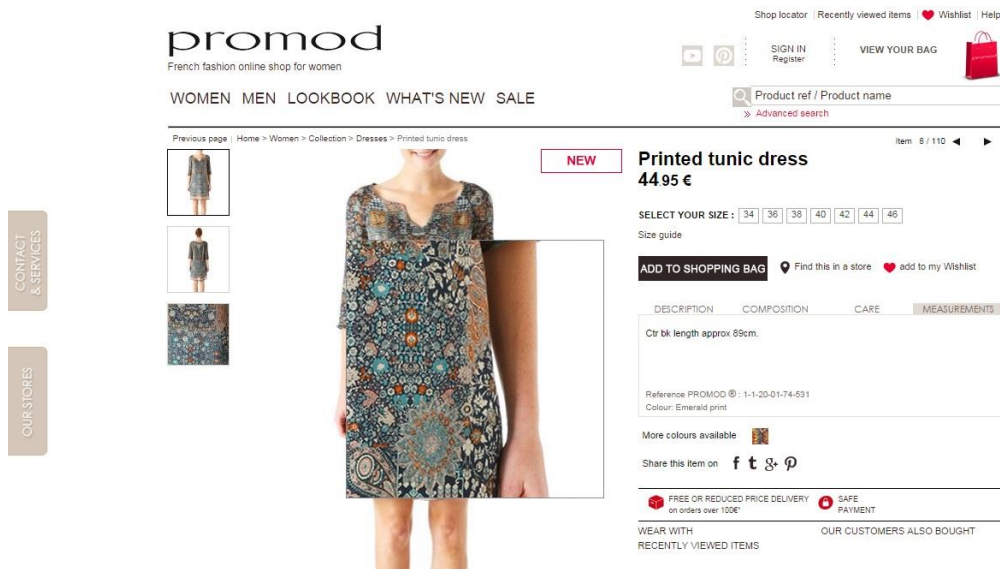 Shop locator | Recently viewed items | Wishlist | Help
promod
French fashion online shop for women
SIGN IN
Register
VIEW YOUR BAG
WOMEN MEN LOOKBOOK WHAT'S NEW SALE
Product ref / Product name
» Advanced search
Previous page | Home > Women > Collection > Dresses > Printed tunic dress
Item 8 / 110
NEW
Printed tunic dress
44.95 €
SELECT YOUR SIZE : 34 36 38 40 42 44 46
Size guide
ADD TO SHOPPING BAG
Find this in a store
add to my Wishlist
CONTACT
& SERVICES
OUR STORES
DESCRIPTION COMPOSITION CARE MEASUREMENTS
Ctr bk length approx 89cm.
Reference PROMOD ® : 1-1-20-01-74-531
Colour: Emerald print
More colours available
Share this item on
FREE OR REDUCED PRICE DELIVERY
on orders over 100€*
SAFE
PAYMENT
WEAR WITH
OUR CUSTOMERS ALSO BOUGHT
RECENTLY VIEWED ITEMS